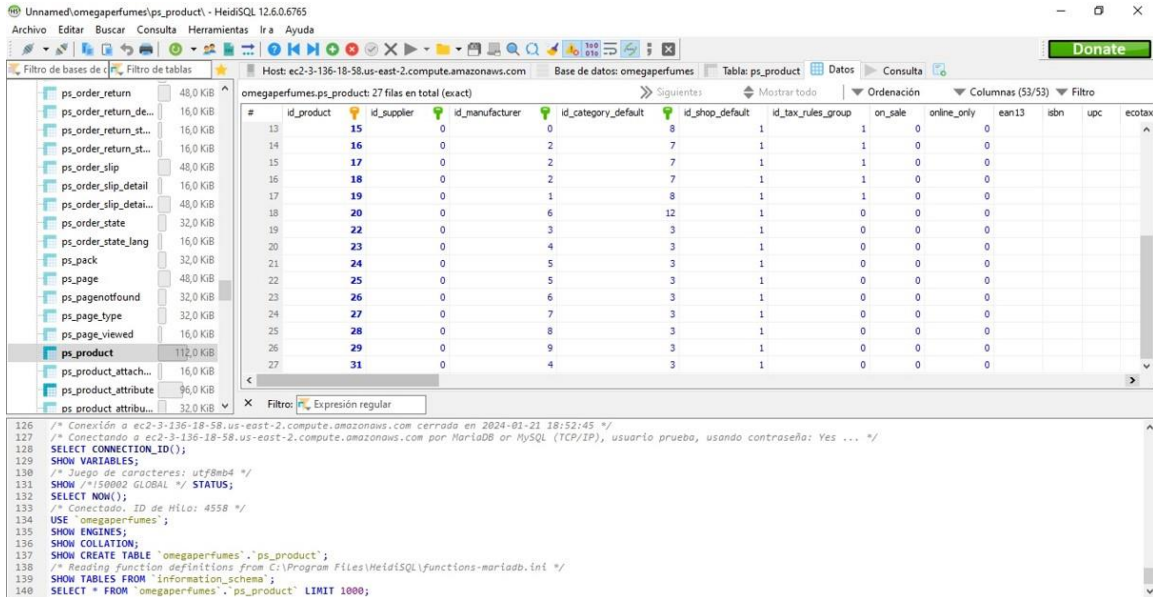 Unnamed\omegaperfumes\ps_product\ - HeidiSQL 12.6.0.6765
Archivo Editar Buscar Consulta Herramientas Ir a Ayuda
Donate
Filtro de bases de d Filtro de tablas Host: ec2-3-136-18-58.us-east-2.compute.amazonaws.com Base de datos: omegaperfumes Tabla: ps_product Datos Consulta
omegaperfumes.ps_product: 27 filas en total (exact) Siguientes Mostrar todo Ordenación Columnas (53/53) Filtro
# id_product id_supplier id_manufacturer id_category_default id_shop_default id_tax_rules_group on_sale online_only ean13 isbn upc ecotax
13 15 0 0 8 1 1 0 0
14 16 0 2 7 1 1 0 0
15 17 0 2 7 1 1 0 0
16 18 0 2 7 1 1 0 0
17 19 0 1 8 1 1 0 0
18 20 0 6 12 1 0 0 0
19 22 0 3 3 1 0 0 0
20 23 0 4 3 1 0 0 0
21 24 0 5 3 1 0 0 0
22 25 0 5 3 1 0 0 0
23 26 0 6 3 1 0 0 0
24 27 0 7 3 1 0 0 0
25 28 0 8 3 1 0 0 0
26 29 0 9 3 1 0 0 0
27 31 0 4 3 1 0 0 0
ps_order_return 48,0 KiB
ps_order_return_de... 16,0 KiB
ps_order_return_st... 16,0 KiB
ps_order_return_st... 16,0 KiB
ps_order_slip 48,0 KiB
ps_order_slip_detail 16,0 KiB
ps_order_slip_detai... 48,0 KiB
ps_order_state 32,0 KiB
ps_order_state_lang 16,0 KiB
ps_pack 32,0 KiB
ps_page 48,0 KiB
ps_pagenotfound 32,0 KiB
ps_page_type 32,0 KiB
ps_page_viewed 16,0 KiB
ps_product 112,0 KiB
ps_product_attach... 16,0 KiB
ps_product_attribute 96,0 KiB
ps_product_attribu... 32,0 KiB
Filtro: Expresión regular
126 /* Conexión a ec2-3-136-18-58.us-east-2.compute.amazonaws.com cerrada en 2024-01-21 18:52:45 */
127 /* Conectando a ec2-3-136-18-58.us-east-2.compute.amazonaws.com por MariaDB or MySQL (TCP/IP), usuario prueba, usando contraseña: Yes ... */
128 SELECT CONNECTION_ID();
129 SHOW VARIABLES;
130 /* Juego de caracteres: utf8mb4 */
131 SHOW /*!50002 GLOBAL */ STATUS;
132 SELECT NOW();
133 /* Conectado. ID de Hilo: 4558 */
134 USE `omegaperfumes`;
135 SHOW ENGINES;
136 SHOW COLLATION;
137 SHOW CREATE TABLE `omegaperfumes`.`ps_product`;
138 /* Reading function definitions from C:\Program Files\HeidiSQL\functions-mariadb.ini */
139 SHOW TABLES FROM `information_schema`;
140 SELECT * FROM `omegaperfumes`.`ps_product` LIMIT 1000;